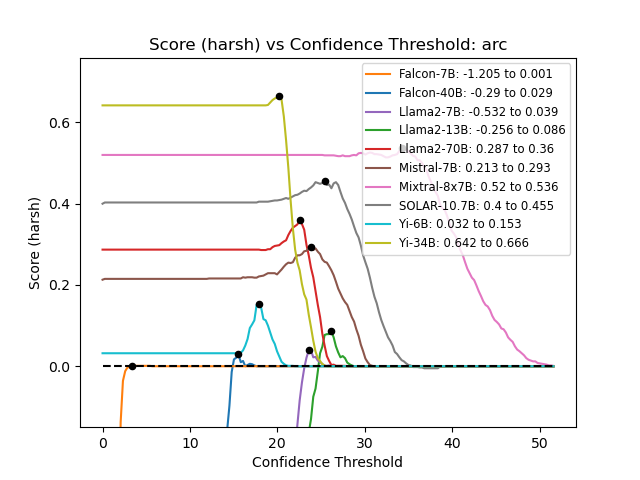 Score (harsh) vs Confidence Threshold: arc
Falcon-7B: -1.205 to 0.001
Falcon-40B: -0.29 to 0.029
Llama2-7B: -0.532 to 0.039
Llama2-13B: -0.256 to 0.086
Llama2-70B: 0.287 to 0.36
Mistral-7B: 0.213 to 0.293
Mixtral-8x7B: 0.52 to 0.536
SOLAR-10.7B: 0.4 to 0.455
Yi-6B: 0.032 to 0.153
Yi-34B: 0.642 to 0.666
Score (harsh)
0.6
0.4
0.2
0.0
0 10 20 30 40 50
Confidence Threshold